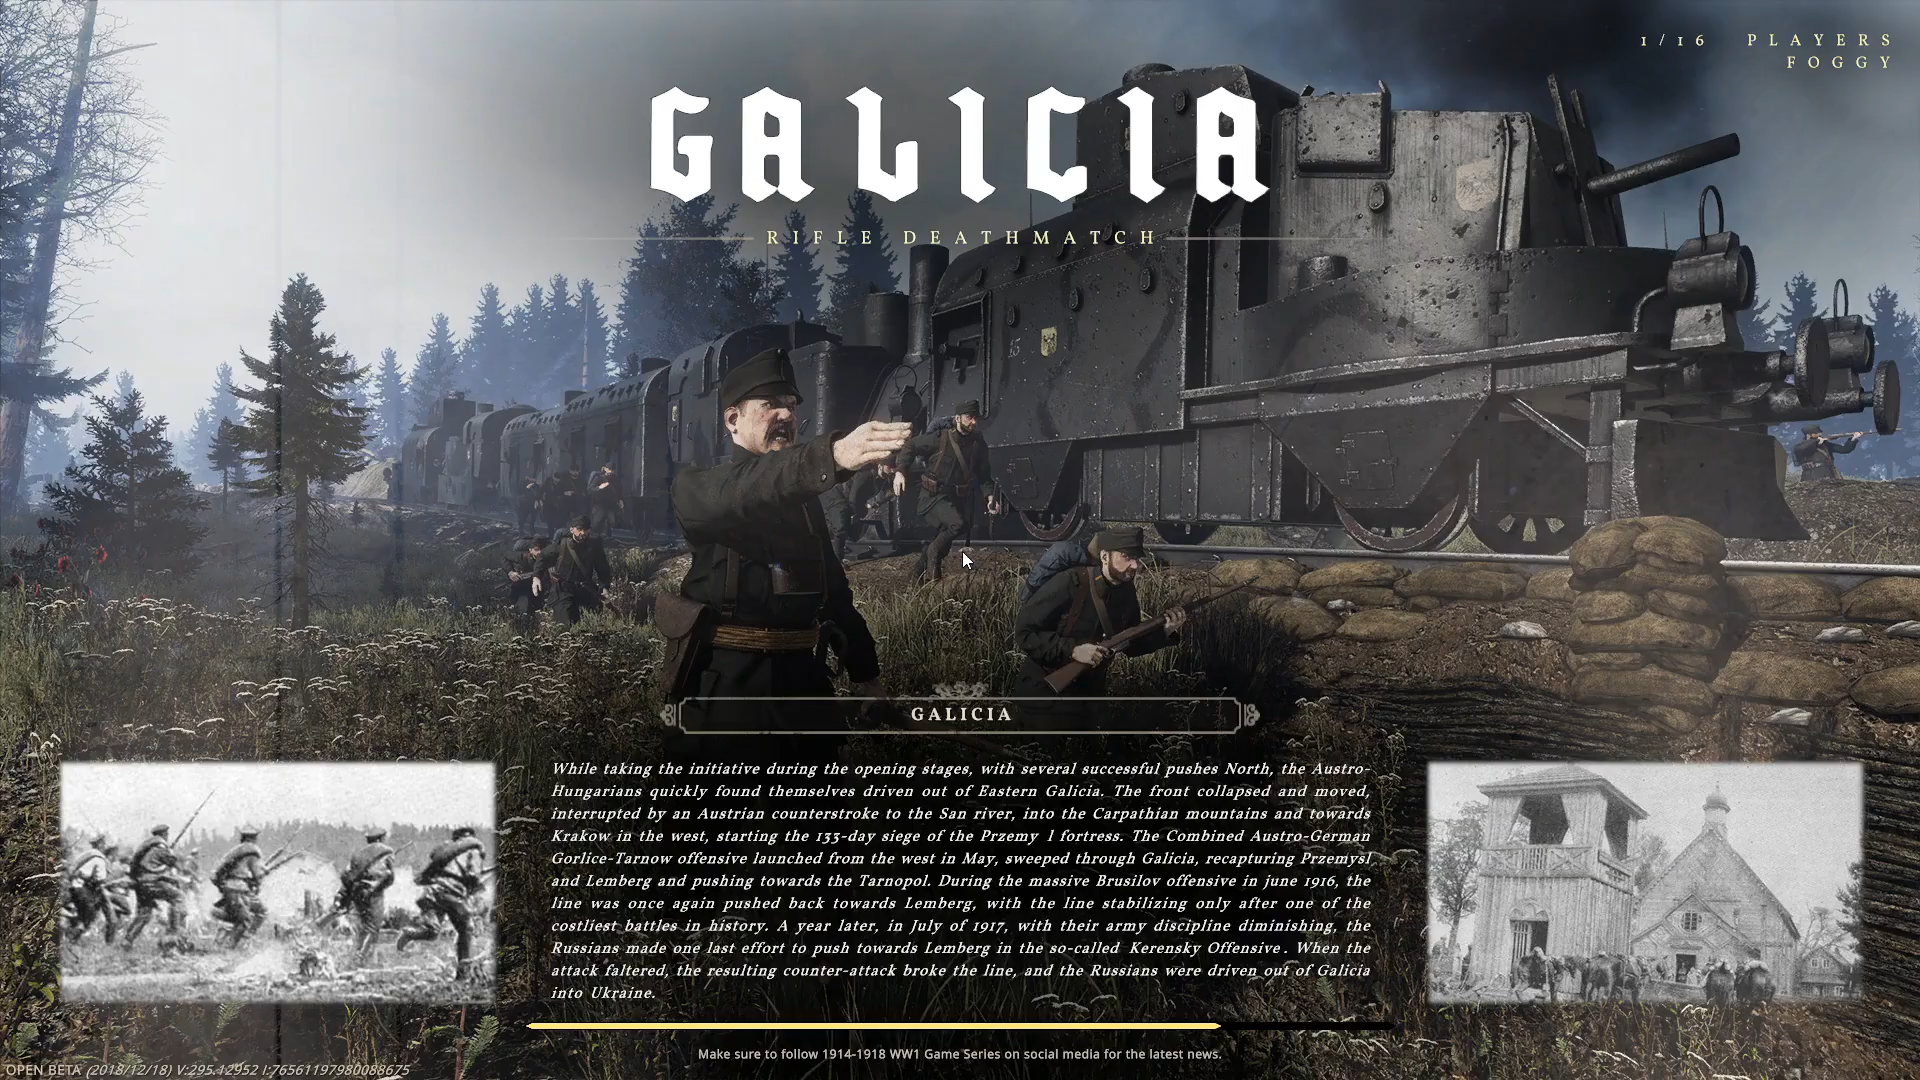 1/16 PLAYERS
FOGGY
GALICIA
RIFLE DEATHMATCH
15
GALICIA
While taking the initiative during the opening stages, with several successful pushes North, the Austro-
Hungarians quickly found themselves driven out of Eastern Galicia. The front collapsed and moved,
interrupted by an Austrian counterstroke to the San river, into the Carpathian mountains and towards
Krakow in the west, starting the 133-day siege of the Przemy l fortress. The Combined Austro-German
Gorlice-Tarnow offensive launched from the west in May, sweeped through Galicia, recapturing Przemysl
and Lemberg and pushing towards the Tarnopol. During the massive Brusilov offensive in june 1916, the
line was once again pushed back towards Lemberg, with the line stabilizing only after one of the
costliest battles in history. A year later, in July of 1917, with their army discipline diminishing, the
Russians made one last effort to push towards Lemberg in the so-called Kerensky Offensive. When the
attack faltered, the resulting counter-attack broke the line, and the Russians were driven out of Galicia
into Ukraine.
Make sure to follow 1914-1918 WW1 Game Series on social media for the latest news.
OPEN BETA (2018/12/18) V:295.12952 I:76561197980088675